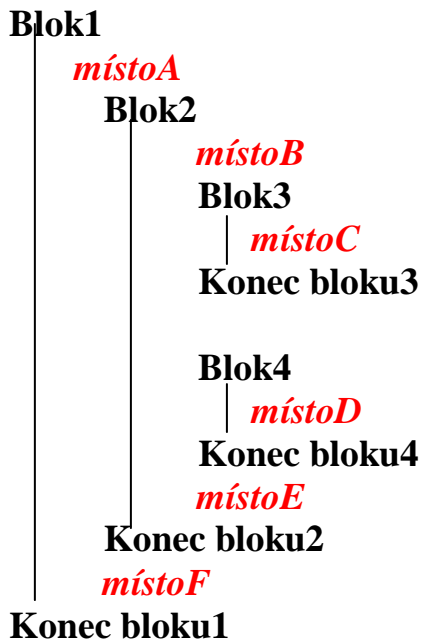 Blok1
místoA
Blok2
místoB
Blok3
místoC
Konec bloku3
Blok4
místoD
Konec bloku4
místoE
Konec bloku2
místoF
Konec bloku1